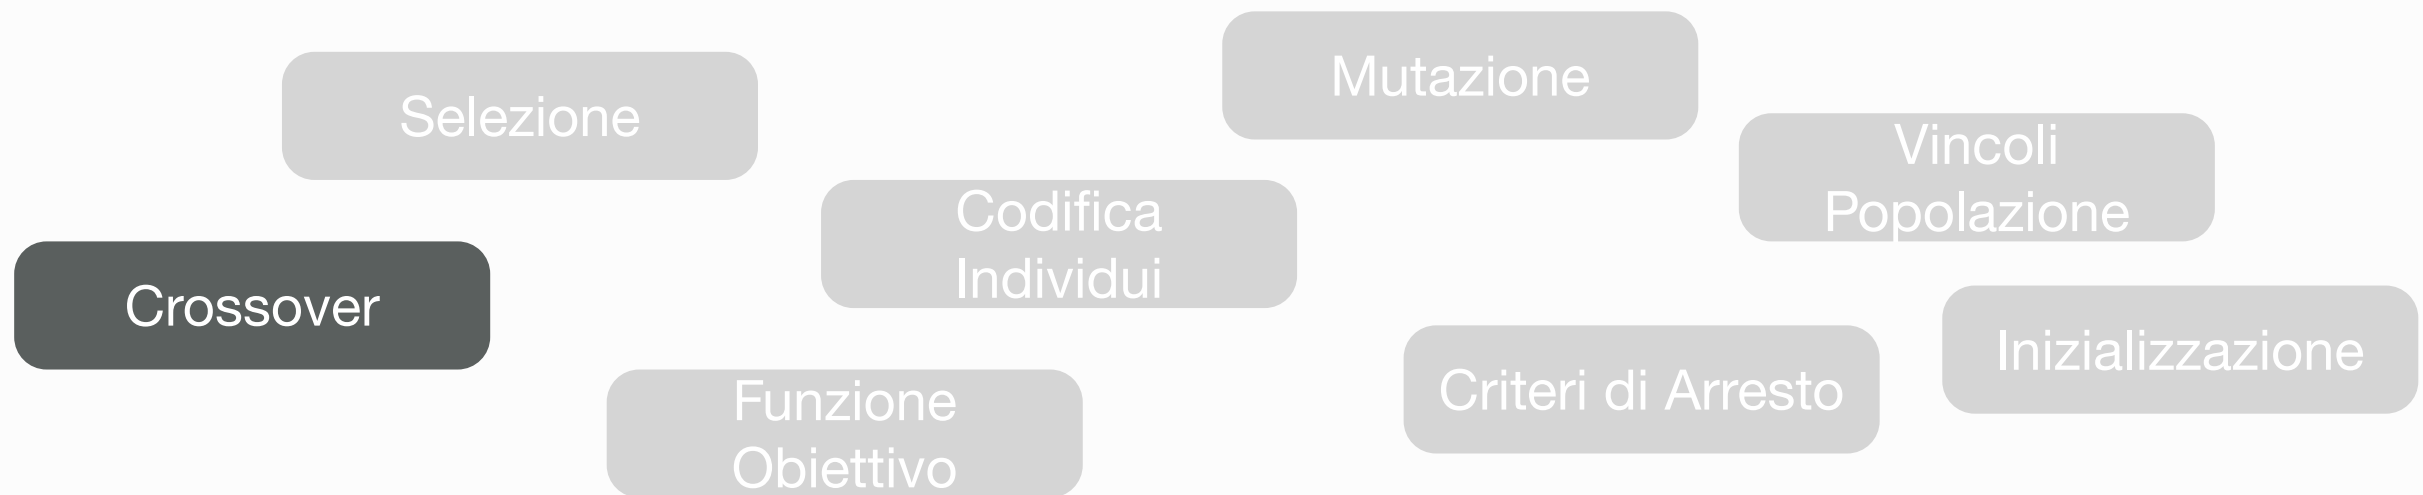 Mutazione
Selezione
Vincoli
Popolazione
Codifica
Individui
Crossover
Inizializzazione
Criteri di Arresto
Funzione
Obiettivo